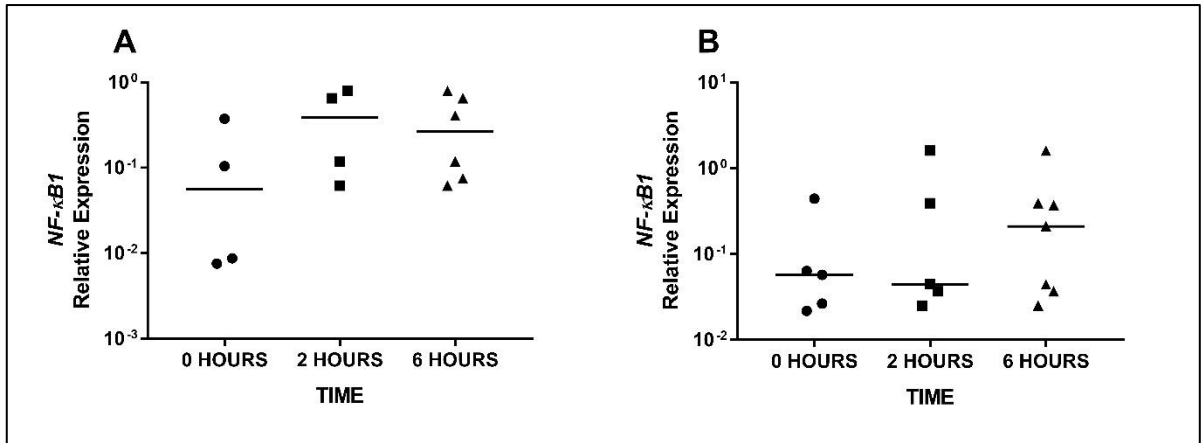 A
NF-κB1
Relative Expression
10⁰
10⁻¹
10⁻²
10⁻³
0 HOURS 2 HOURS 6 HOURS
TIME
B
NF-κB1
Relative Expression
10¹
10⁰
10⁻¹
10⁻²
0 HOURS 2 HOURS 6 HOURS
TIME